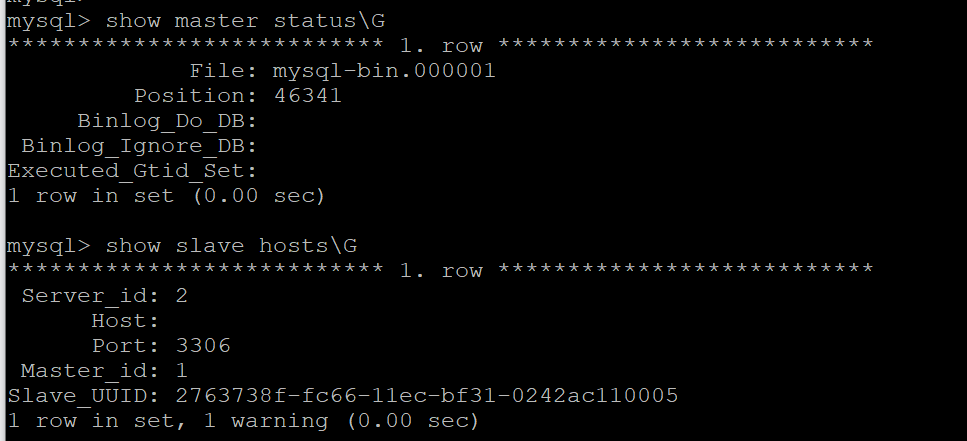 mysql>
mysql> show master status\G
*************************** 1. row ***************************
             File: mysql-bin.000001
         Position: 46341
     Binlog_Do_DB:
 Binlog_Ignore_DB:
Executed_Gtid_Set:
1 row in set (0.00 sec)

mysql> show slave hosts\G
*************************** 1. row ***************************
 Server_id: 2
      Host:
      Port: 3306
 Master_id: 1
Slave_UUID: 2763738f-fc66-11ec-bf31-0242ac110005
1 row in set, 1 warning (0.00 sec)